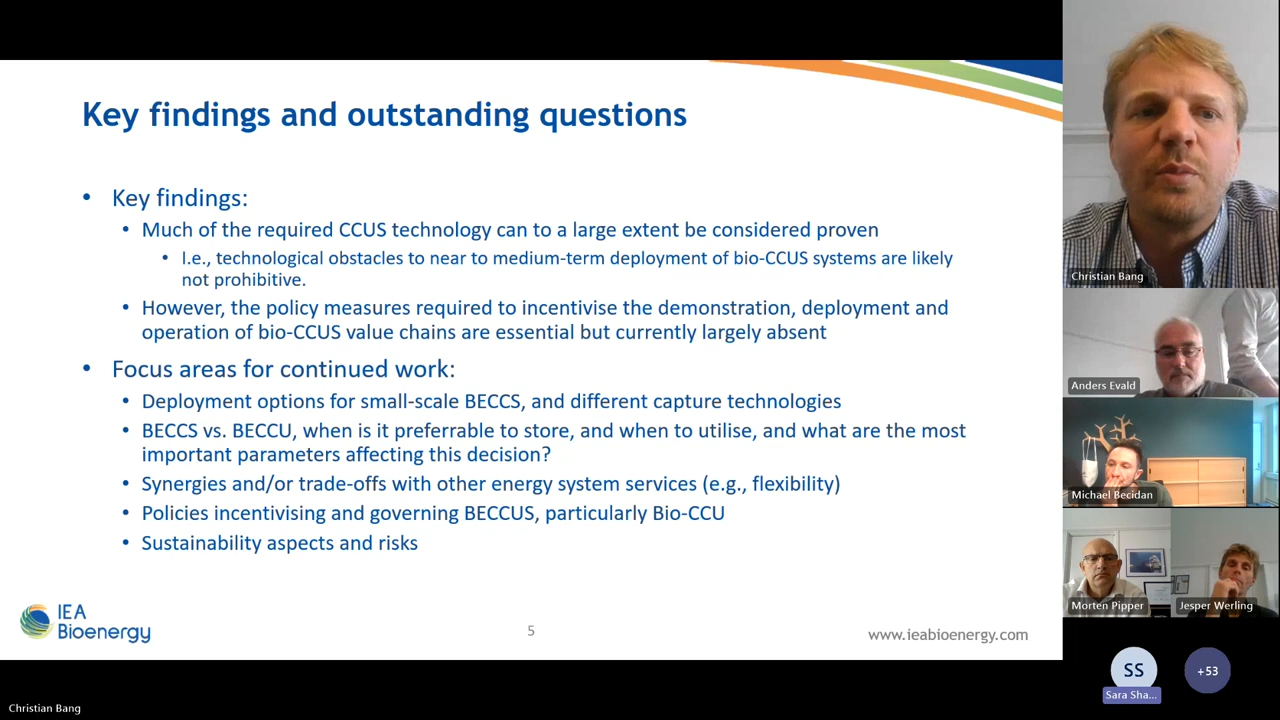 Key findings and outstanding questions
• Key findings:
• Much of the required CCUS technology can to a large extent be considered proven
• I.e., technological obstacles to near to medium-term deployment of bio-CCUS systems are likely
not prohibitive.
• However, the policy measures required to incentivise the demonstration, deployment and
operation of bio-CCUS value chains are essential but currently largely absent
• Focus areas for continued work:
• Deployment options for small-scale BECCS, and different capture technologies
• BECCS vs. BECCU, when is it preferrable to store, and when to utilise, and what are the most
important parameters affecting this decision?
• Synergies and/or trade-offs with other energy system services (e.g., flexibility)
• Policies incentivising and governing BECCUS, particularly Bio-CCU
• Sustainability aspects and risks
IEA
Bioenergy
5
www.ieabioenergy.com
Christian Bang
Christian Bang
Anders Evald
Michael Becidan
Morten Pipper
Jesper Werling
SS
Sara Sha...
+53